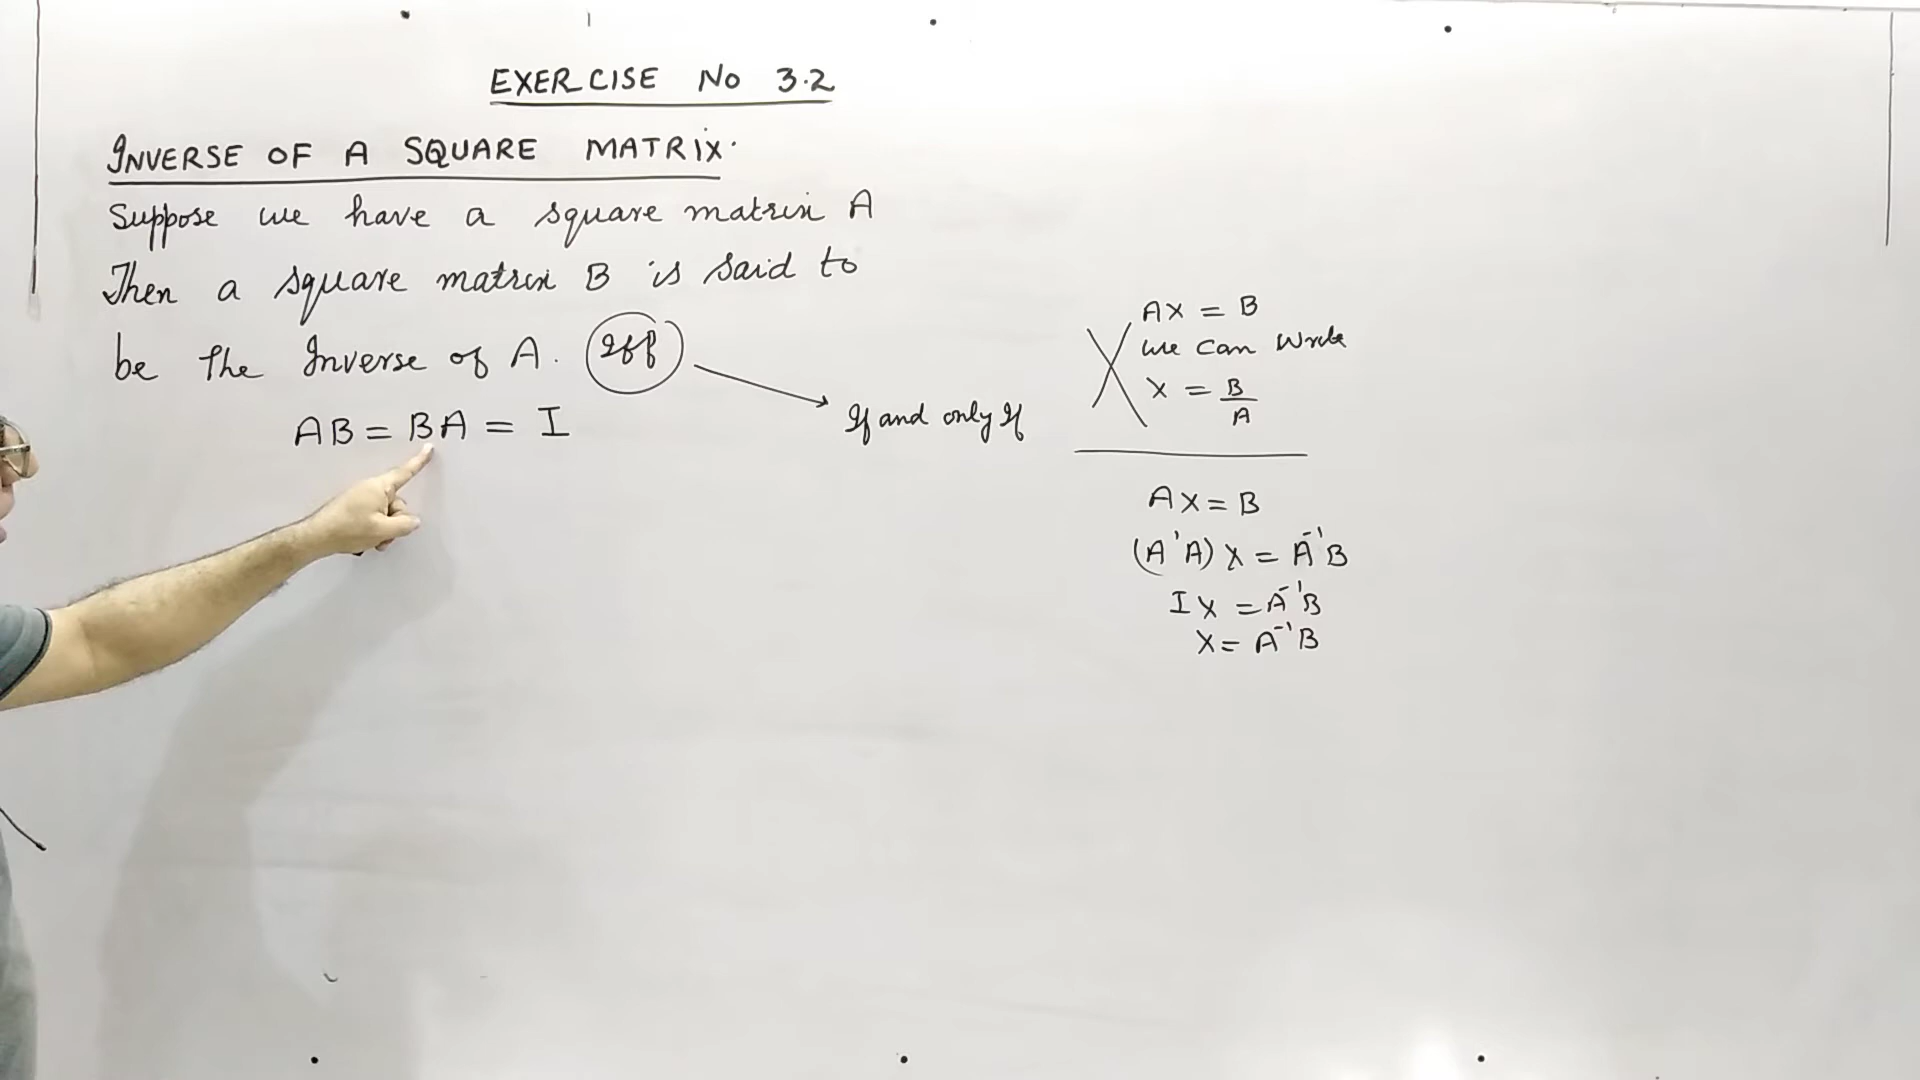 EXERCISE No 3.2
INVERSE OF A SQUARE MATRIX.
Suppose we have a square matrix A
Then a square matrix B is said to
be the Inverse of A. Iff
AB = BA = I
If and only If
AX = B
we can write
X = B/A
AX = B
(A'A) X = A⁻¹B
IX = A⁻¹B
X = A⁻¹B